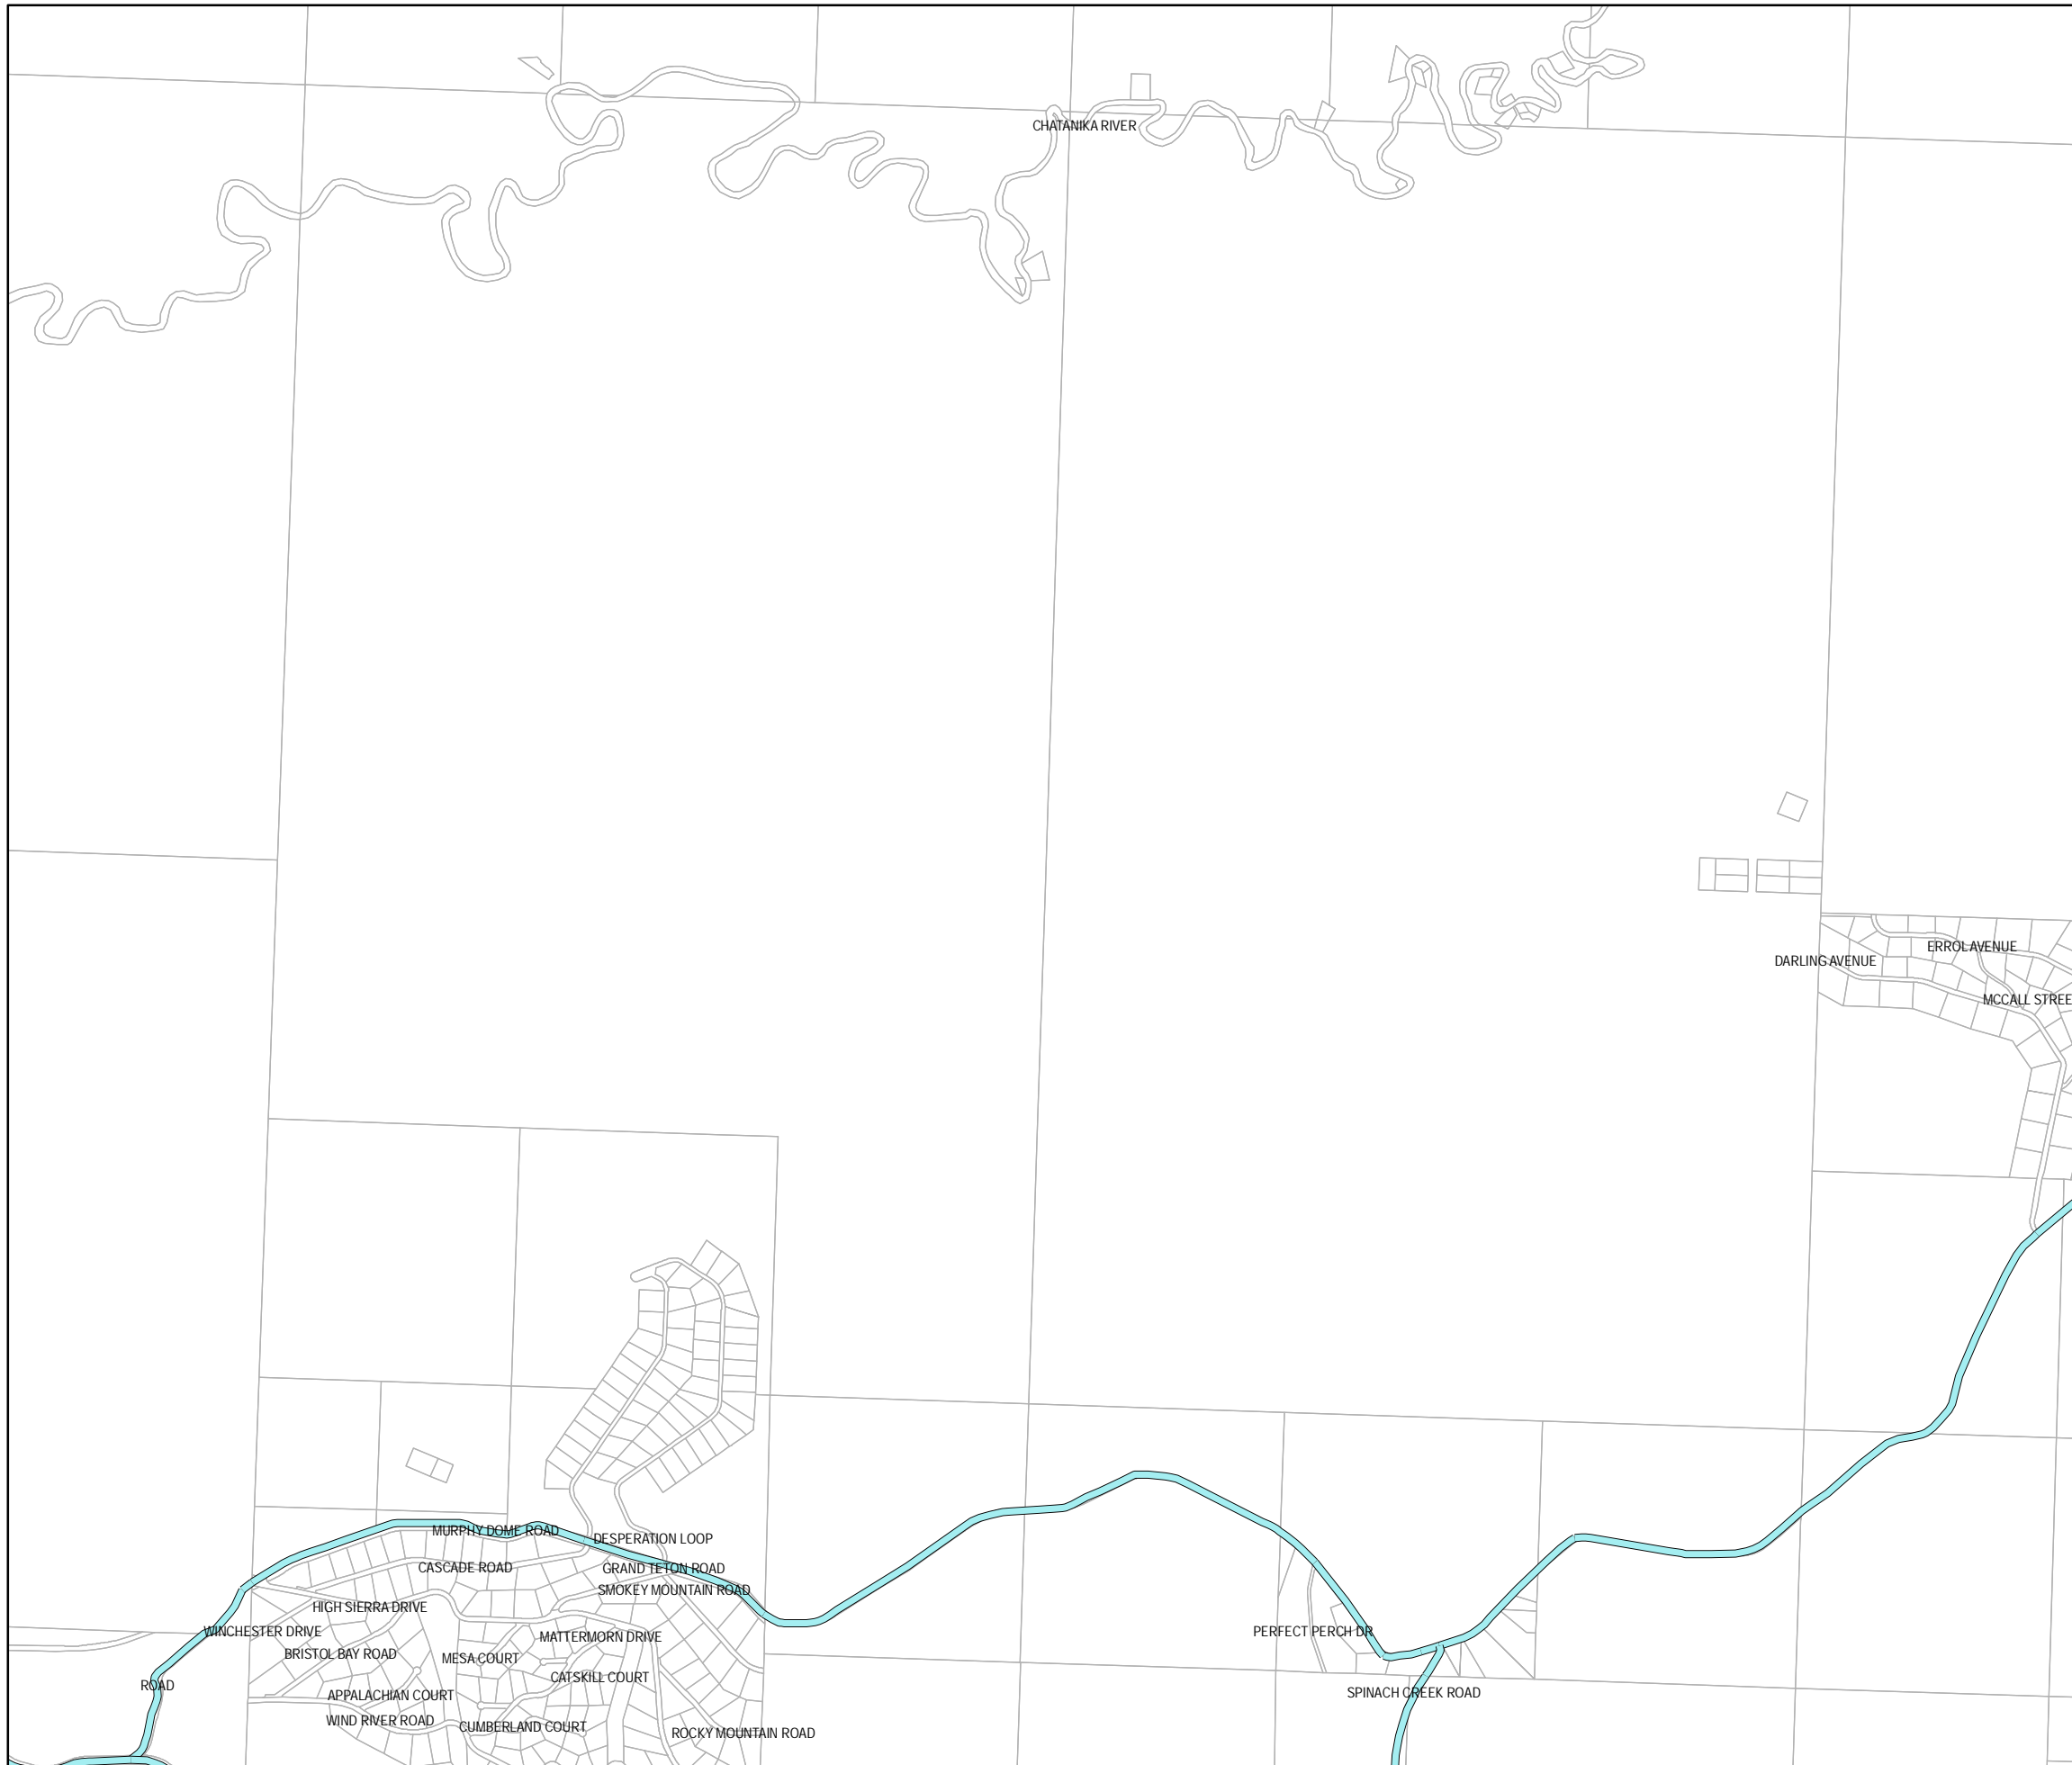 CHATANIKA RIVER
ERROL AVENUE
DARLING AVENUE
MCCALL STREE
MURPHY DOME ROAD
DESPERATION LOOP
CASCADE ROAD
GRAND TETON ROAD
SMOKEY MOUNTAIN ROAD
HIGH SIERRA DRIVE
WINCHESTER DRIVE
PERFECT PERCH DR
MATTERMORN DRIVE
BRISTOL BAY ROAD
MESA COURT
CATSKILL COURT
ROAD
SPINACH CREEK ROAD
APPALACHIAN COURT
WIND RIVER ROAD
CUMBERLAND COURT
ROCKY MOUNTAIN ROAD